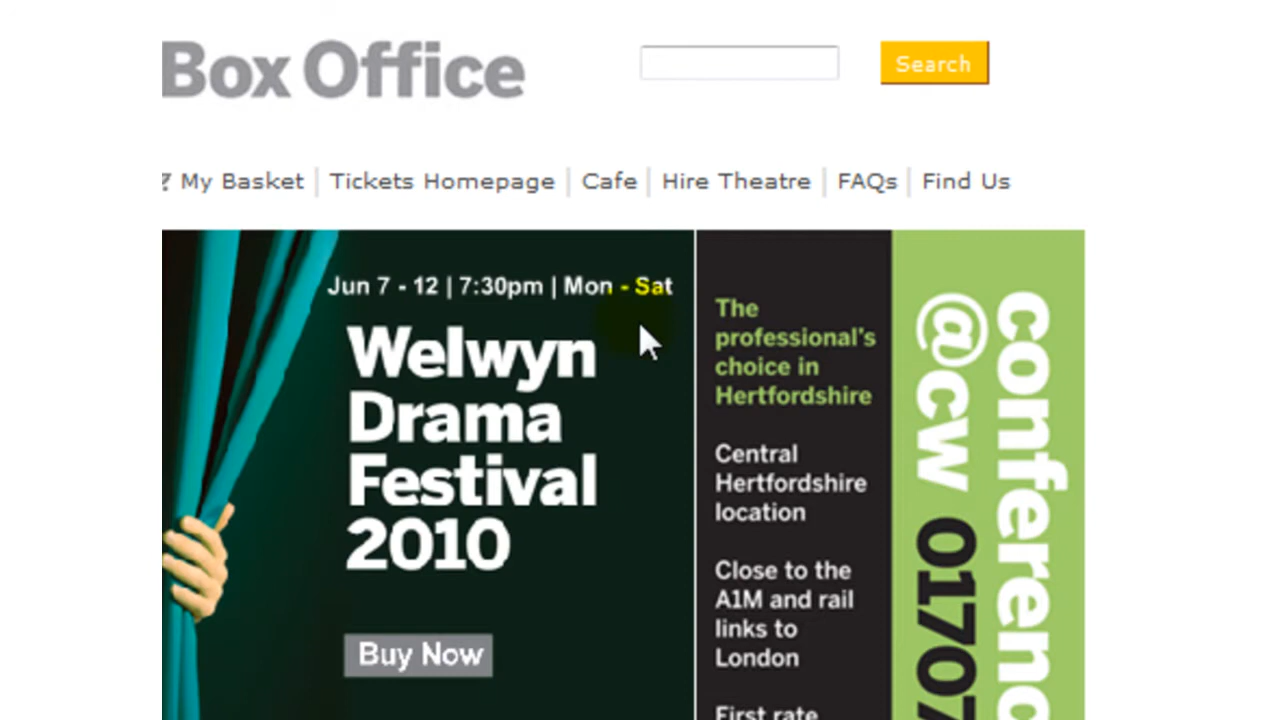 Box Office
Search
My Basket | Tickets Homepage | Cafe | Hire Theatre | FAQs | Find Us
Jun 7 - 12 | 7:30pm | Mon - Sat
Welwyn
Drama
Festival
2010
Buy Now
The
professional's
choice in
Hertfordshire
Central
Hertfordshire
location
Close to the
A1M and rail
links to
London
First rate
conferenc
@cw 01707